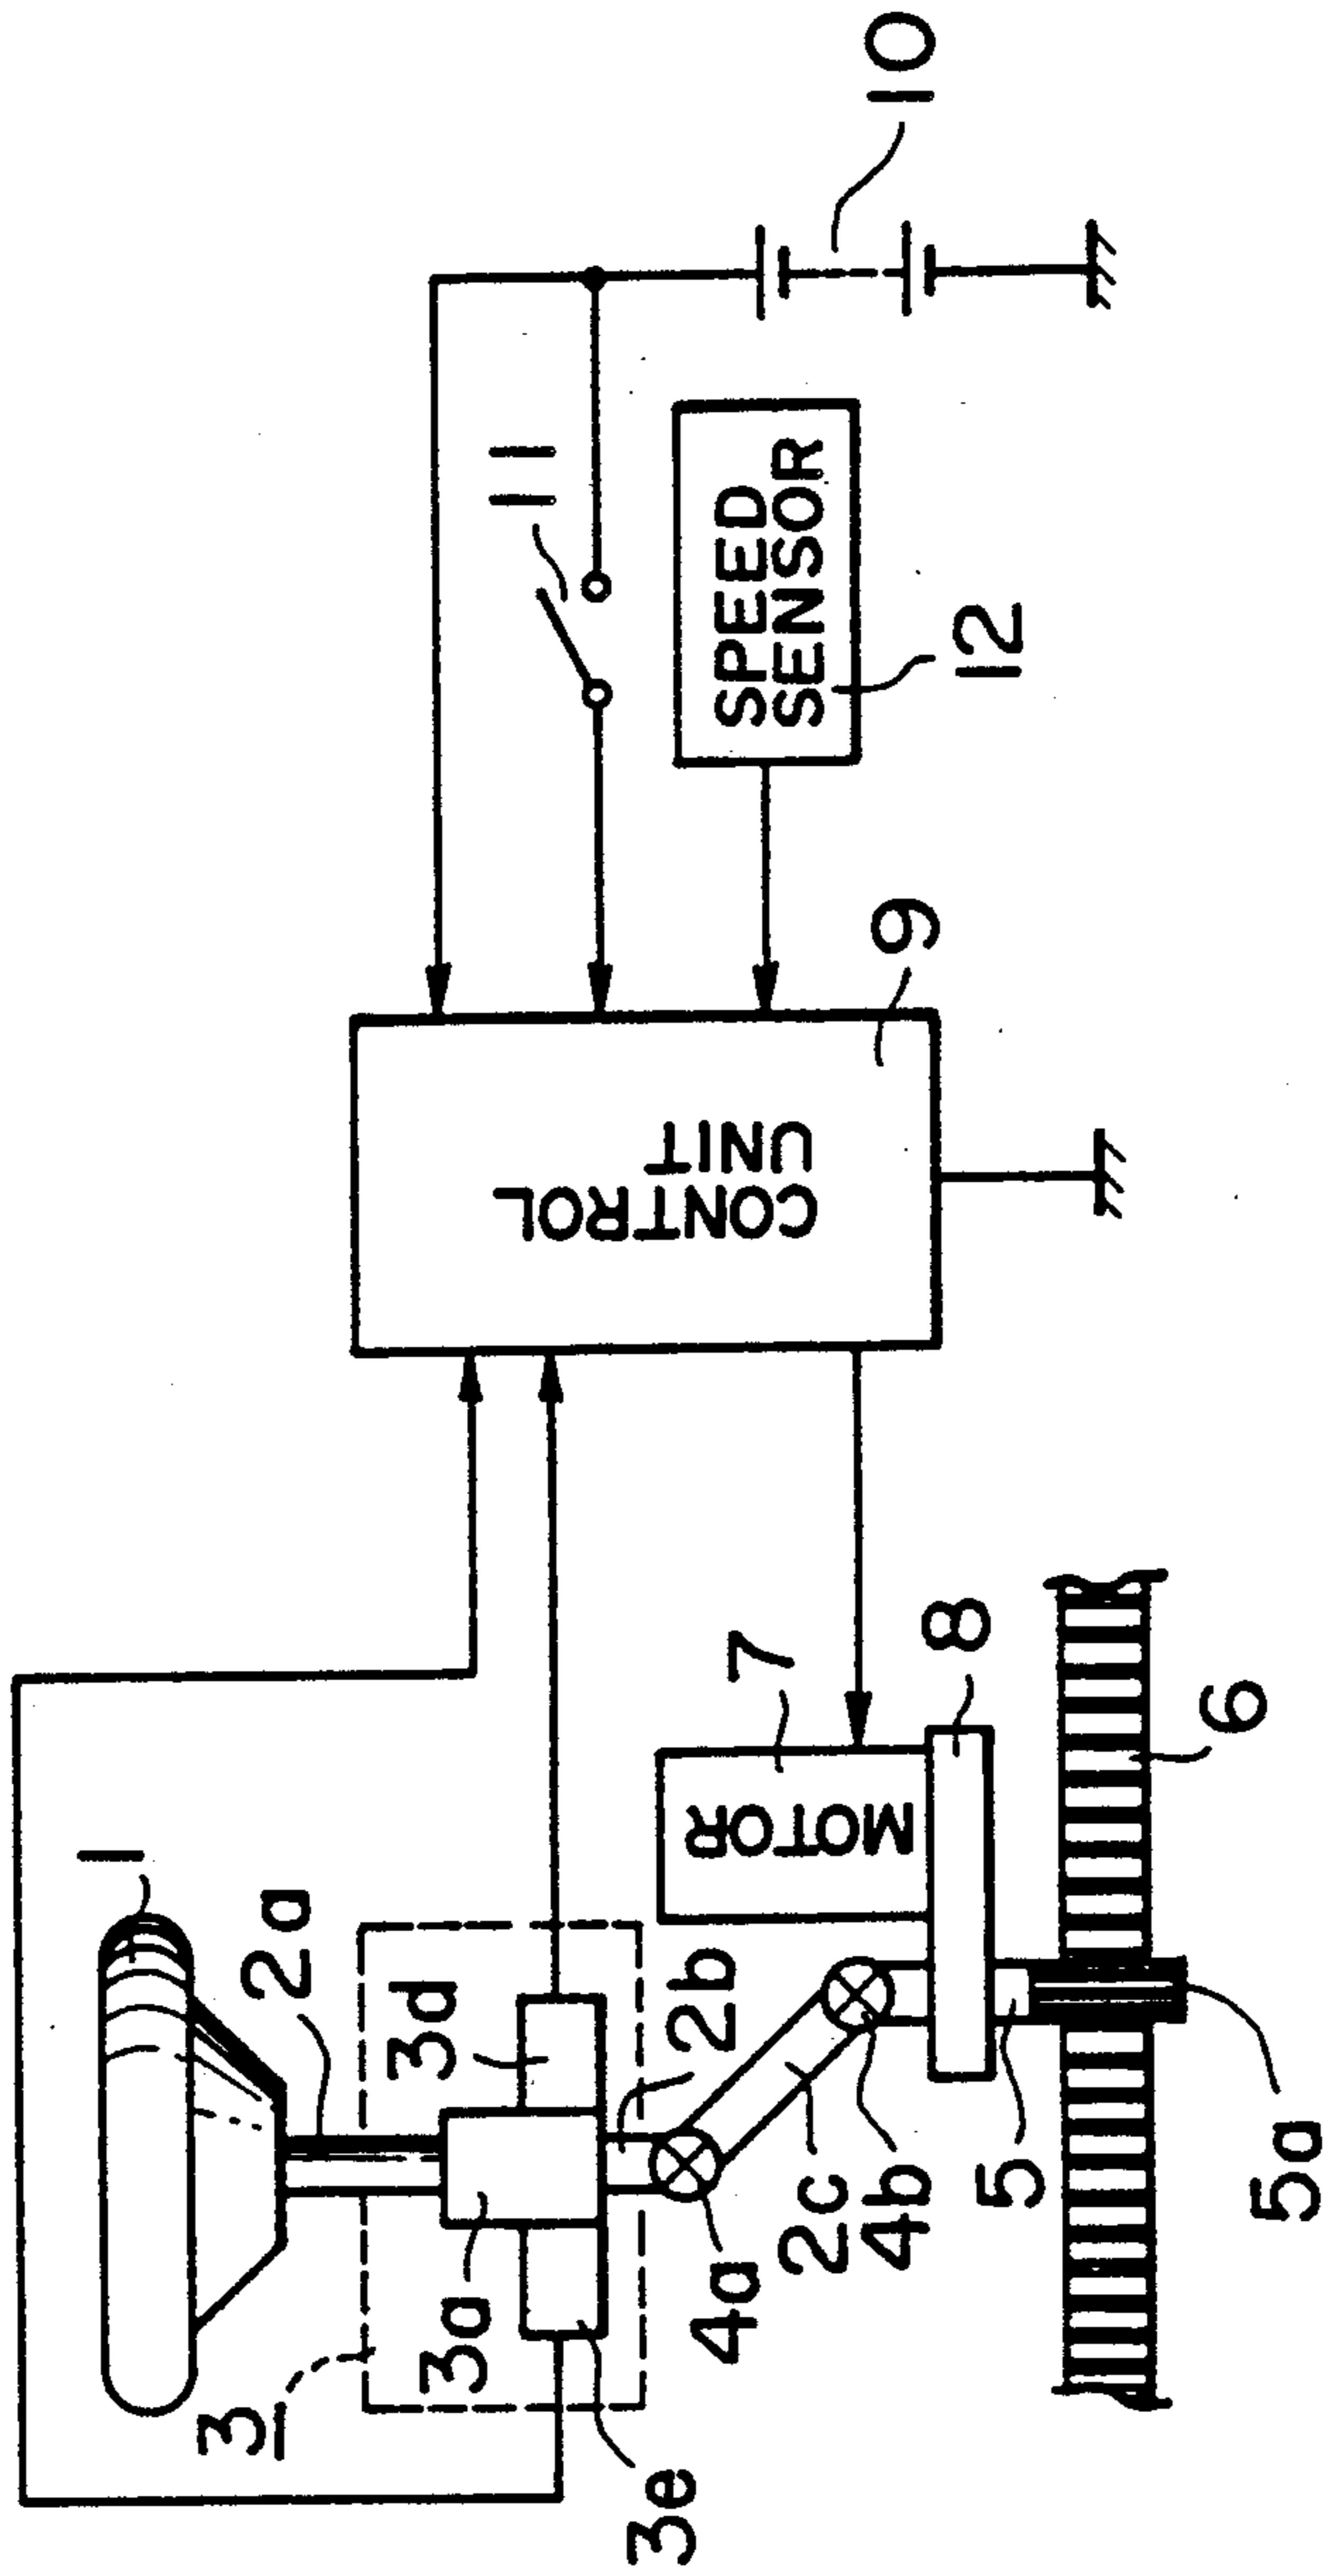 1
2a
3
3d
3a
3e
2b
4a
2c
4b
5
5a
6
7
MOTOR
8
CONTROL
UNIT
9
11
SPEED
SENSOR
12
10